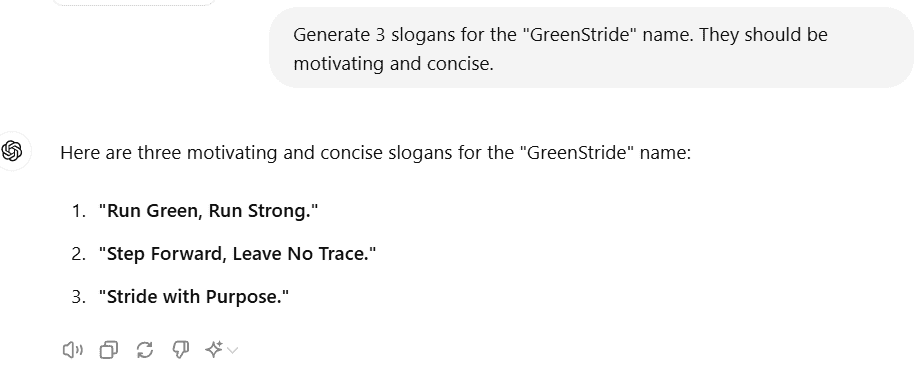 Generate 3 slogans for the "GreenStride" name. They should be
motivating and concise.
Here are three motivating and concise slogans for the "GreenStride" name:
1. "Run Green, Run Strong."
2. "Step Forward, Leave No Trace."
3. "Stride with Purpose."